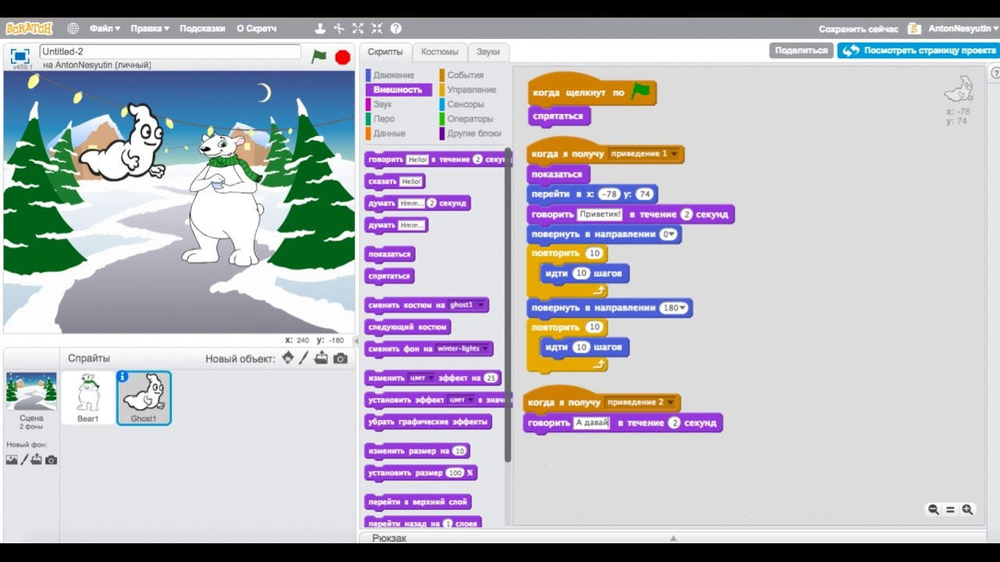 SCRATCH Файл Правка Подсказки О Скретч Сохранить сейчас AntonNesyutin
Untitled-2
на AntonNesyutin (личный)
v459.1
Скрипты Костюмы Звуки
Поделиться Посмотреть страницу проекта
Движение События
Внешность Управление
Звук Сенсоры
Перо Операторы
Данные Другие блоки
говорить Hello! в течение 2 секун
сказать Hello!
думать Hmm... 2 секунд
думать Hmm...
показаться
спрятаться
сменить костюм на ghost1
следующий костюм
сменить фон на winter-lights
изменить цвет эффект на 25
установить эффект цвет в значе
убрать графические эффекты
изменить размер на 10
установить размер 100 %
перейти в верхний слой
перейти назад на 1 слоев
когда щелкнут по
спрятаться
когда я получу приведение 1
показаться
перейти в x: -78 y: 74
говорить Приветик! в течение 2 секунд
повернуть в направлении 0
повторить 10
идти 10 шагов
повернуть в направлении 180
повторить 10
идти 10 шагов
когда я получу приведение 2
говорить А давай в течение 2 секунд
x: -78
y: 74
x: 240 y: -180
Спрайты Новый объект:
Сцена
2 фоны
Bear1
Ghost1
Новый фон:
Рюкзак